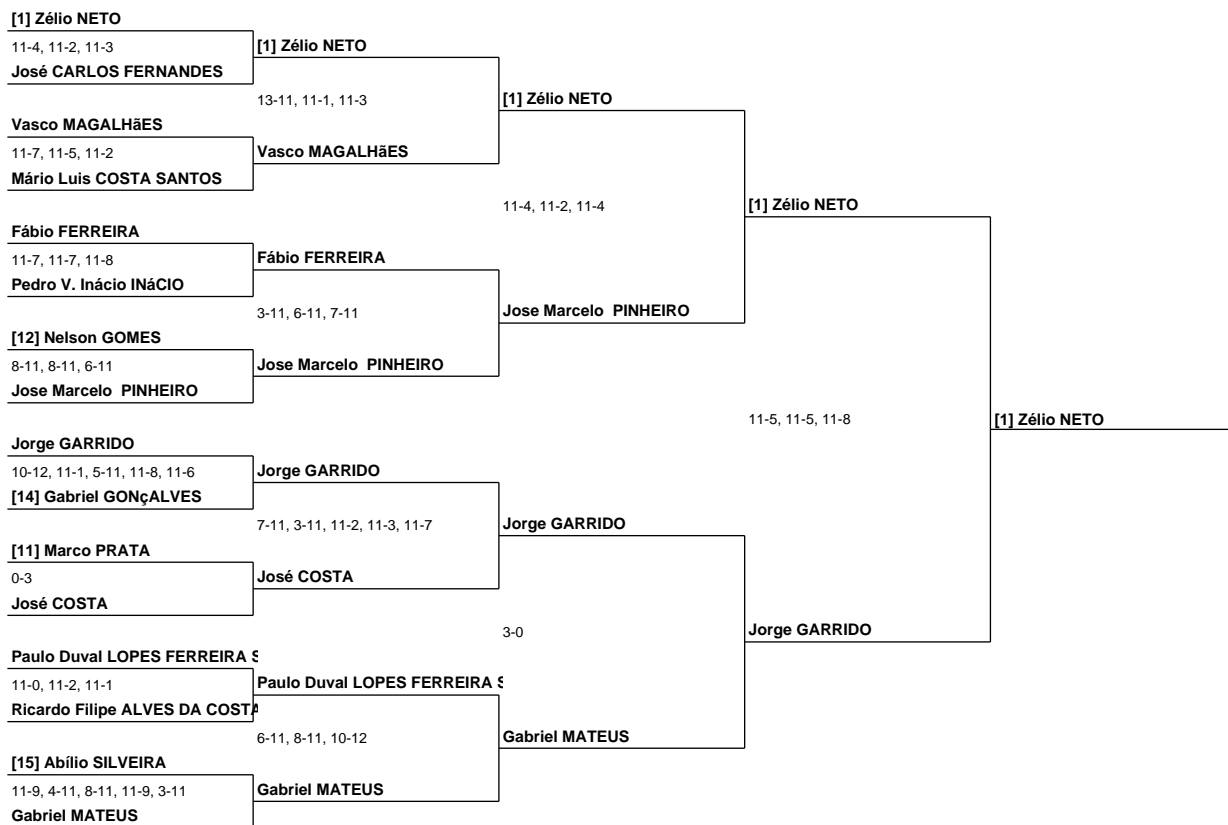 [1] Zélio NETO
11-4, 11-2, 11-3
[1] Zélio NETO
José CARLOS FERNANDES
13-11, 11-1, 11-3
[1] Zélio NETO
Vasco MAGALHãES
11-7, 11-5, 11-2
Vasco MAGALHãES
Mário Luis COSTA SANTOS
11-4, 11-2, 11-4
[1] Zélio NETO
Fábio FERREIRA
11-7, 11-7, 11-8
Fábio FERREIRA
Pedro V. Inácio INáCIO
3-11, 6-11, 7-11
Jose Marcelo PINHEIRO
[12] Nelson GOMES
8-11, 8-11, 6-11
Jose Marcelo PINHEIRO
Jose Marcelo PINHEIRO
11-5, 11-5, 11-8
[1] Zélio NETO
Jorge GARRIDO
10-12, 11-1, 5-11, 11-8, 11-6
Jorge GARRIDO
[14] Gabriel GONçALVES
7-11, 3-11, 11-2, 11-3, 11-7
Jorge GARRIDO
[11] Marco PRATA
0-3
José COSTA
José COSTA
3-0
Jorge GARRIDO
Paulo Duval LOPES FERREIRA S
11-0, 11-2, 11-1
Paulo Duval LOPES FERREIRA S
Ricardo Filipe ALVES DA COSTA
6-11, 8-11, 10-12
Gabriel MATEUS
[15] Abílio SILVEIRA
11-9, 4-11, 8-11, 11-9, 3-11
Gabriel MATEUS
Gabriel MATEUS